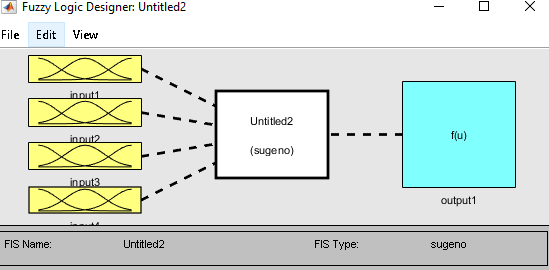 Fuzzy Logic Designer: Untitled2
File Edit View
input1
input2
input3
input4
Untitled2
(sugeno)
f(u)
output1
FIS Name: Untitled2 FIS Type: sugeno